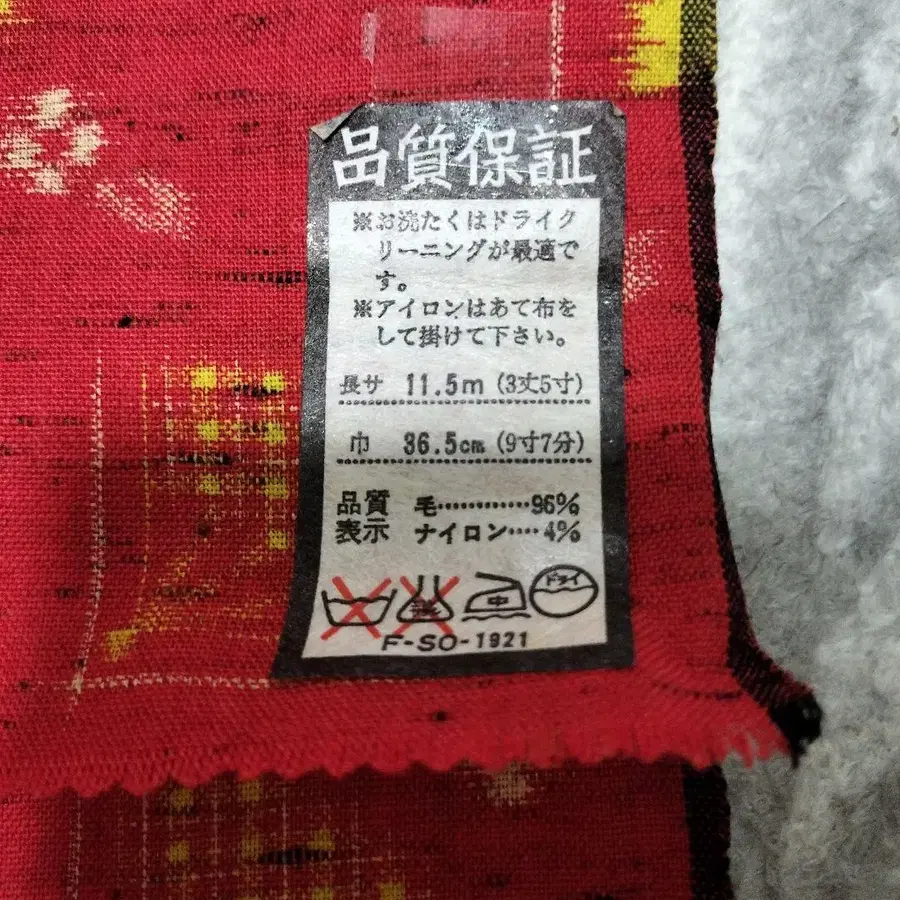 品質保証
※お洗たくはドライク
リーニングが最適で
す。
※アイロンはあて布を
して掛けて下さい。
長サ 11.5m (3丈5寸)
巾 36.5cm (9寸7分)
品質 毛…………96%
表示 ナイロン…‥4%
中 ドライ
F-SO-1921